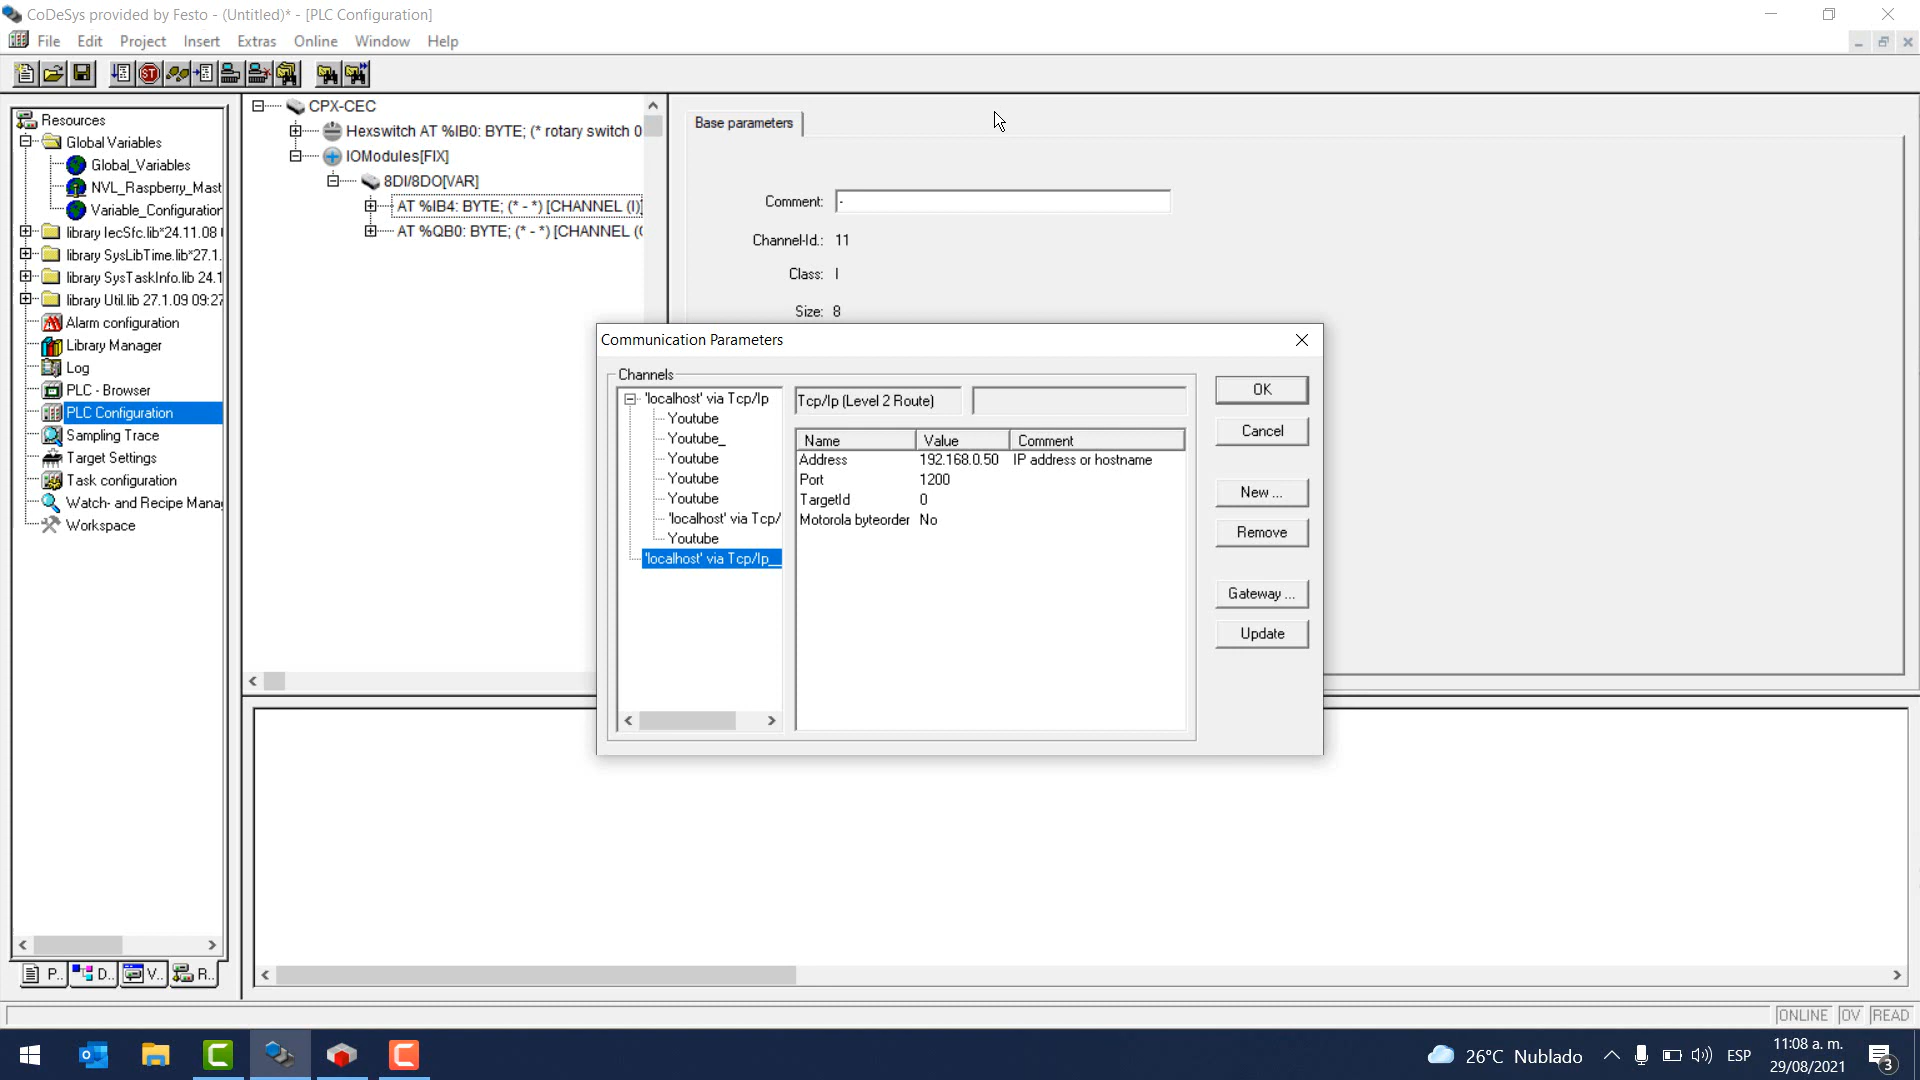 CoDeSys provided by Festo - (Untitled)* - [PLC Configuration]
File Edit Project Insert Extras Online Window Help
Resources
Global Variables
Global_Variables
NVL_Raspberry_Mast
Variable_Configuration
library IecSfc.lib*24.11.08
library SysLibTime.lib*27.1.
library SysTaskInfo.lib 24.1
library Util.lib 27.1.09 09:27
Alarm configuration
Library Manager
Log
PLC - Browser
PLC Configuration
Sampling Trace
Target Settings
Task configuration
Watch- and Recipe Mana
Workspace
P.. D.. V.. R..
CPX-CEC
Hexswitch AT %IB0: BYTE; (* rotary switch 0
IOModules[FIX]
8DI/8DO[VAR]
AT %IB4: BYTE; (* - *) [CHANNEL (I)]
AT %QB0: BYTE; (* - *) [CHANNEL (
Base parameters
Comment: -
Channel-Id.: 11
Class: I
Size: 8
Communication Parameters
Channels
'localhost' via Tcp/Ip
Youtube
Youtube_
Youtube
Youtube
Youtube
'localhost' via Tcp/
Youtube
'localhost' via Tcp/Ip_
Tcp/Ip (Level 2 Route)
Name Value Comment
Address 192.168.0.50 IP address or hostname
Port 1200
TargetId 0
Motorola byteorder No
OK
Cancel
New ...
Remove
Gateway ...
Update
ONLINE OV READ
26°C Nublado
ESP
11:08 a. m.
29/08/2021
3